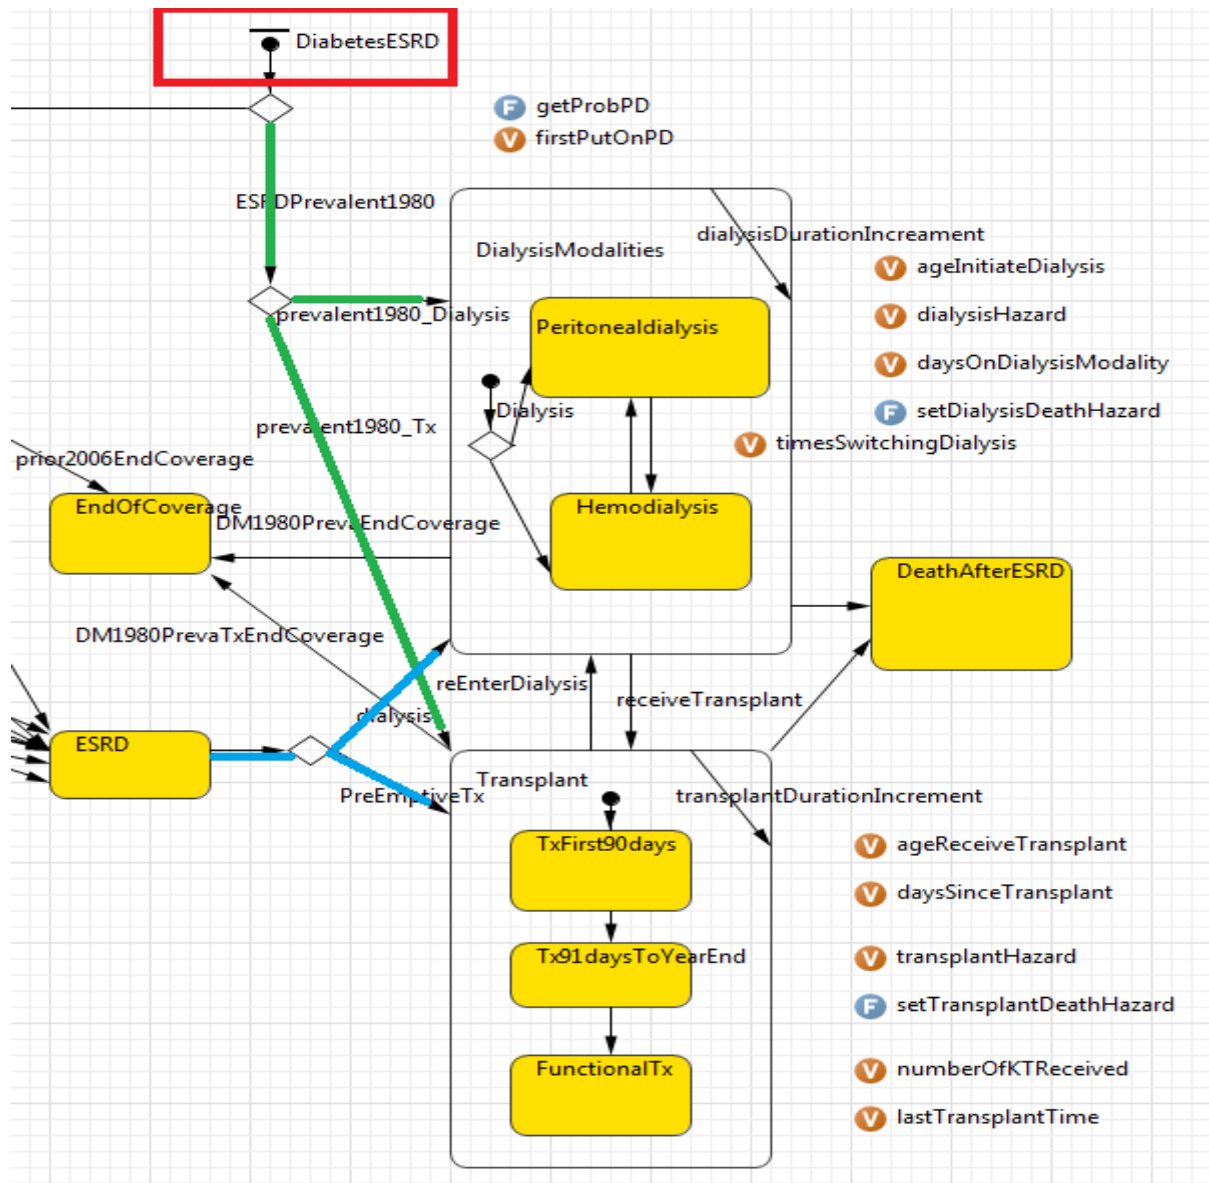 DiabetesESRD
F getProbPD
V firstPutOnPD
ESRDPrevalent1980
dialysisDurationIncreament
DialysisModalities
V ageInitiateDialysis
prevalent1980_Dialysis
V dialysisHazard
Peritonealdialysis
V daysOnDialysisModality
Dialysis
F setDialysisDeathHazard
prevalent1980_Tx
V timesSwitchingDialysis
prior2006EndCoverage
EndOfCoverage
Hemodialysis
DM1980PrevaEndCoverage
DeathAfterESRD
DM1980PrevaTxEndCoverage
reEnterDialysis
receiveTransplant
dialysis
ESRD
Transplant
PreEmptiveTx
transplantDurationIncrement
TxFirst90days
V ageReceiveTransplant
V daysSinceTransplant
Tx91daysToYearEnd
V transplantHazard
F setTransplantDeathHazard
FunctionalTx
V numberOfKTReceived
V lastTransplantTime